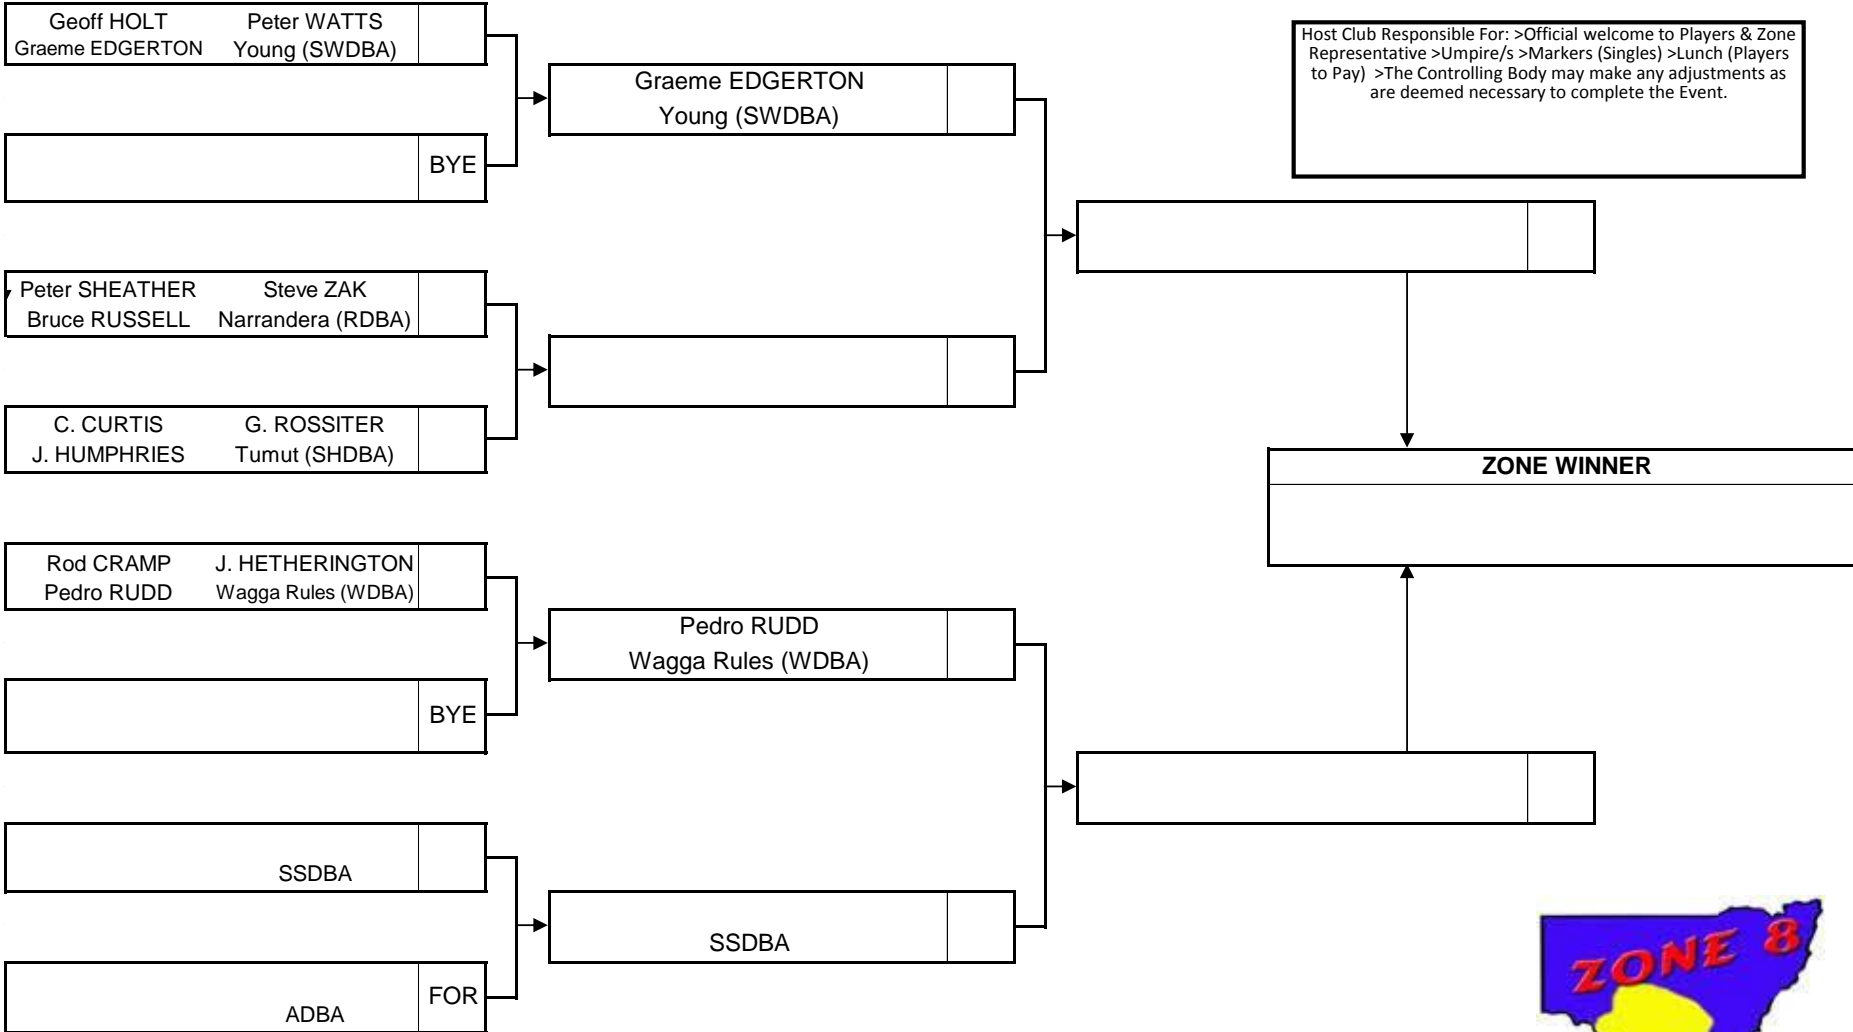 Geoff HOLT Peter WATTS
Graeme EDGERTON Young (SWDBA)
Host Club Responsible For: >Official welcome to Players & Zone
Representative >Umpire/s >Markers (Singles) >Lunch (Players
to Pay) >The Controlling Body may make any adjustments as
are deemed necessary to complete the Event.
Graeme EDGERTON
Young (SWDBA)
BYE
Peter SHEATHER Steve ZAK
Bruce RUSSELL Narrandera (RDBA)
C. CURTIS G. ROSSITER
J. HUMPHRIES Tumut (SHDBA)
ZONE WINNER
Rod CRAMP J. HETHERINGTON
Pedro RUDD Wagga Rules (WDBA)
Pedro RUDD
Wagga Rules (WDBA)
BYE
SSDBA
SSDBA
FOR
ADBA
ZONE 8